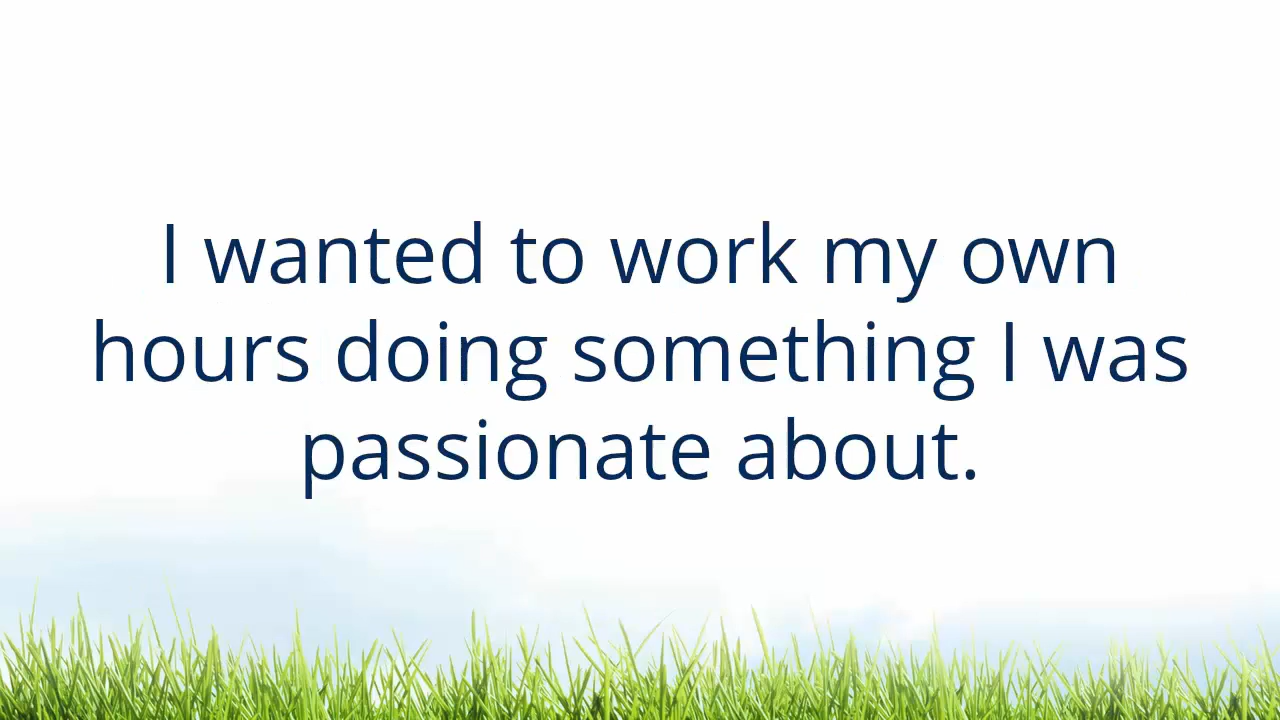 I wanted to work my own
hours doing something I was
passionate about.